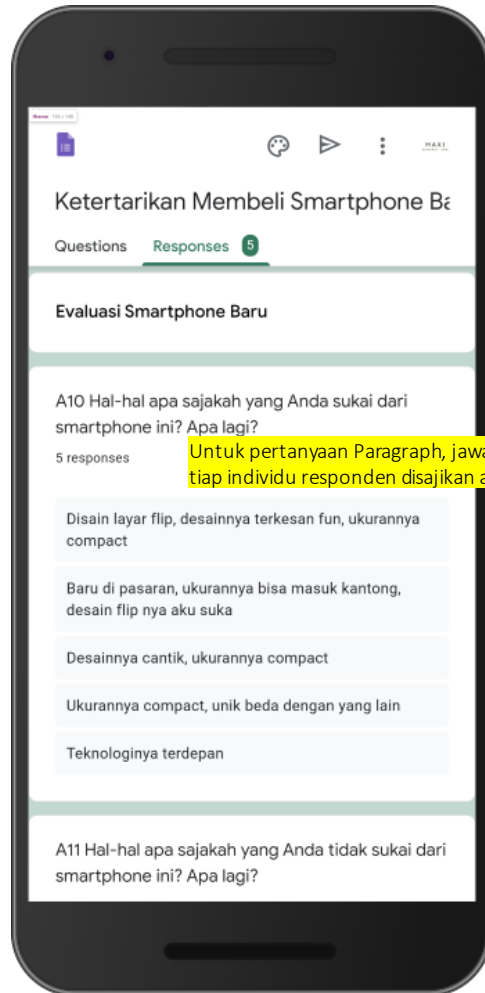 MAXI
Ketertarikan Membeli Smartphone Ba
Questions Responses 5
Evaluasi Smartphone Baru
A10 Hal-hal apa sajakah yang Anda sukai dari
smartphone ini? Apa lagi?
5 responses
Untuk pertanyaan Paragraph, jawa
tiap individu responden disajikan a
Disain layar flip, desainnya terkesan fun, ukurannya
compact
Baru di pasaran, ukurannya bisa masuk kantong,
desain flip nya aku suka
Desainnya cantik, ukurannya compact
Ukurannya compact, unik beda dengan yang lain
Teknologinya terdepan
A11 Hal-hal apa sajakah yang Anda tidak sukai dari
smartphone ini? Apa lagi?